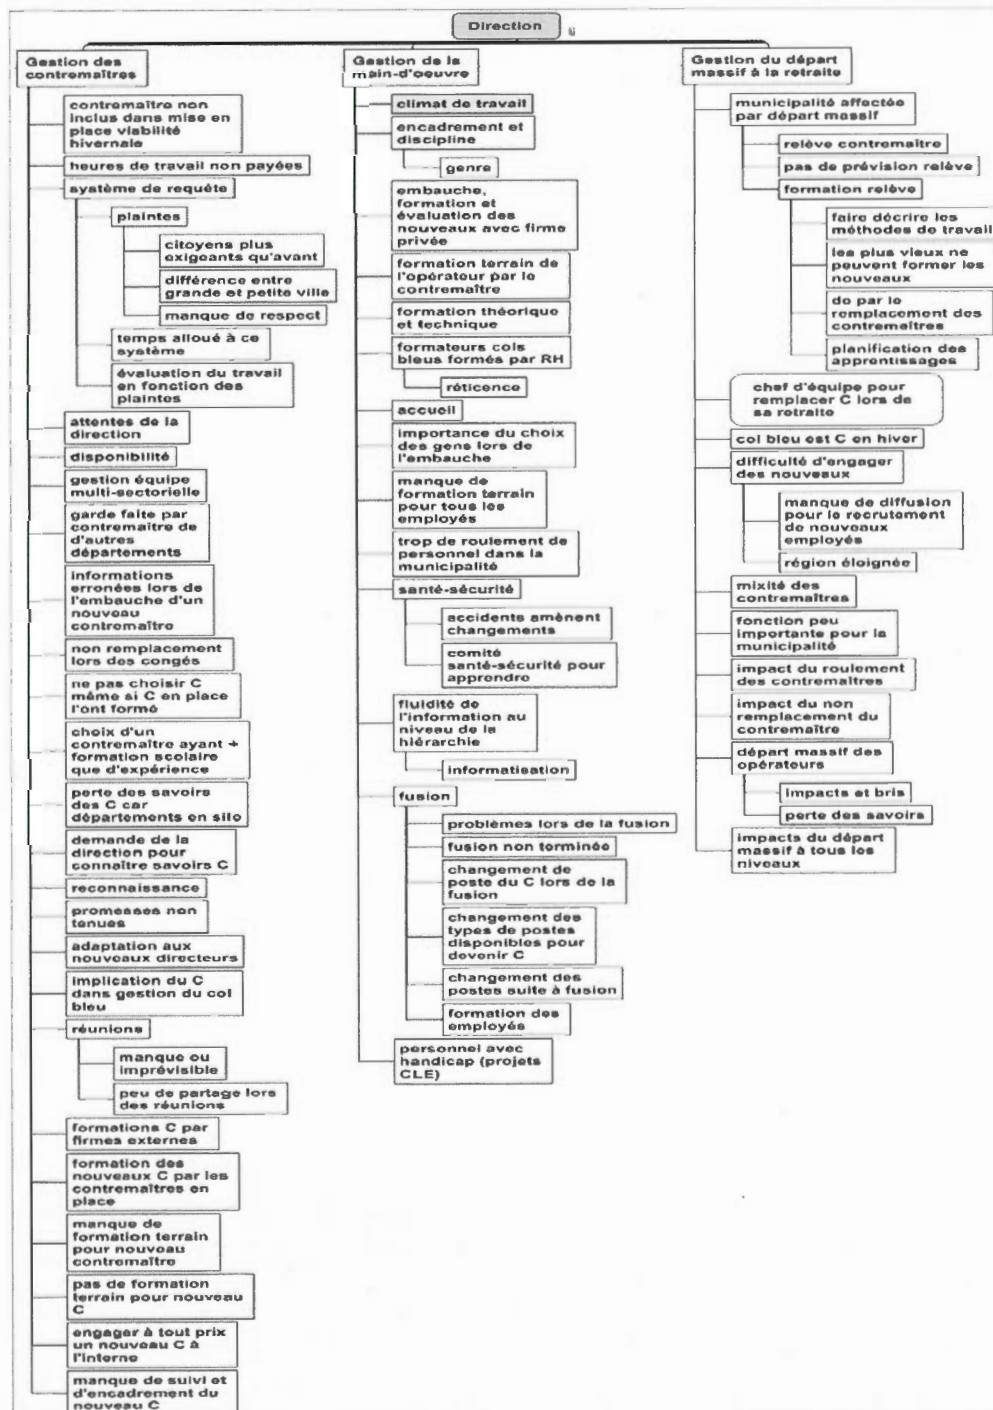 Direction
Gestion des
contremaîtres
contremaître non
inclus dans mise en
place viabilité
hivernale
heures de travail non payées
système de requête
plaintes
citoyens plus
exigeants qu'avant
différence entre
grande et petite ville
manque de respect
temps alloué à ce
système
évaluation du travail
en fonction des
plaintes
attentes de la
direction
disponibilité
gestion équipe
multi-sectorielle
garde faite par
contremaître de
d'autres
départements
informations
erronées lors de
l'embauche d'un
nouveau
contremaître
non remplacement
lors des congés
ne pas choisir C
même si C en place
l'ont formé
choix d'un
contremaître ayant +
formation scolaire
que d'expérience
perte des savoirs
des C car
départements en silo
demande de la
direction pour
connaître savoirs C
reconnaissance
promesses non
tenues
adaptation aux
nouveaux directeurs
implication du C
dans gestion du col
bleu
réunions
manque ou
imprévisible
peu de partage lors
des réunions
formations C par
firmes externes
formation des
nouveaux C par les
contremaîtres en
place
manque de
formation terrain
pour nouveau
contremaître
pas de formation
terrain pour nouveau
C
engager à tout prix
un nouveau C à
l'interne
manque de suivi et
d'encadrement du
nouveau C
Gestion de la
main-d'oeuvre
climat de travail
encadrement et
discipline
genre
embauche,
formation et
évaluation des
nouveaux avec firme
privée
formation terrain de
l'opérateur par le
contremaître
formation théorique
et technique
formateurs cols
bleus formés par RH
réticence
accueil
importance du choix
des gens lors de
l'embauche
manque de
formation terrain
pour tous les
employés
trop de roulement de
personnel dans la
municipalité
santé-sécurité
accidents amènent
changements
comité
santé-sécurité pour
apprendre
fluidité de
l'information au
niveau de la
hiérarchie
informatisation
fusion
problèmes lors de la fusion
fusion non terminée
changement de
poste du C lors de la
fusion
changement des
types de postes
disponibles pour
devenir C
changement des
postes suite à fusion
formation des
employés
personnel avec
handicap (projets
CLE)
Gestion du départ
massif à la retraite
municipalité affectée
par départ massif
relève contremaître
pas de prévision relève
formation relève
faire décrire les
méthodes de travail
les plus vieux ne
peuvent former les
nouveaux
de par le
remplacement des
contremaîtres
planification des
apprentissages
chef d'équipe pour
remplacer C lors de
sa retraite
col bleu est C en hiver
difficulté d'engager
des nouveaux
manque de diffusion
pour le recrutement
de nouveaux
employés
région éloignée
mixité des
contremaîtres
fonction peu
importante pour la
municipalité
impact du roulement
des contremaîtres
impact du non
remplacement du
contremaître
départ massif des
opérateurs
impacts et bris
perte des savoirs
impacts du départ
massif à tous les
niveaux